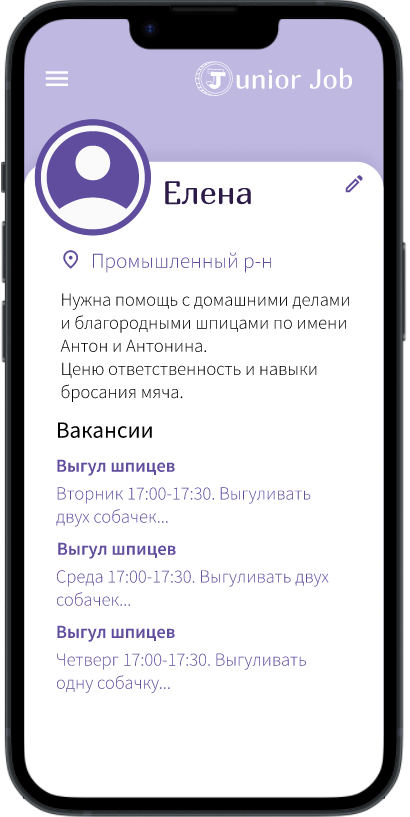 Junior Job
Елена
Промышленный р-н
Нужна помощь с домашними делами
и благородными шпицами по имени
Антон и Антонина.
Ценю ответственность и навыки
бросания мяча.
Вакансии
Выгул шпицев
Вторник 17:00-17:30. Выгуливать
двух собачек...
Выгул шпицев
Среда 17:00-17:30. Выгуливать двух
собачек...
Выгул шпицев
Четверг 17:00-17:30. Выгуливать
одну собачку...